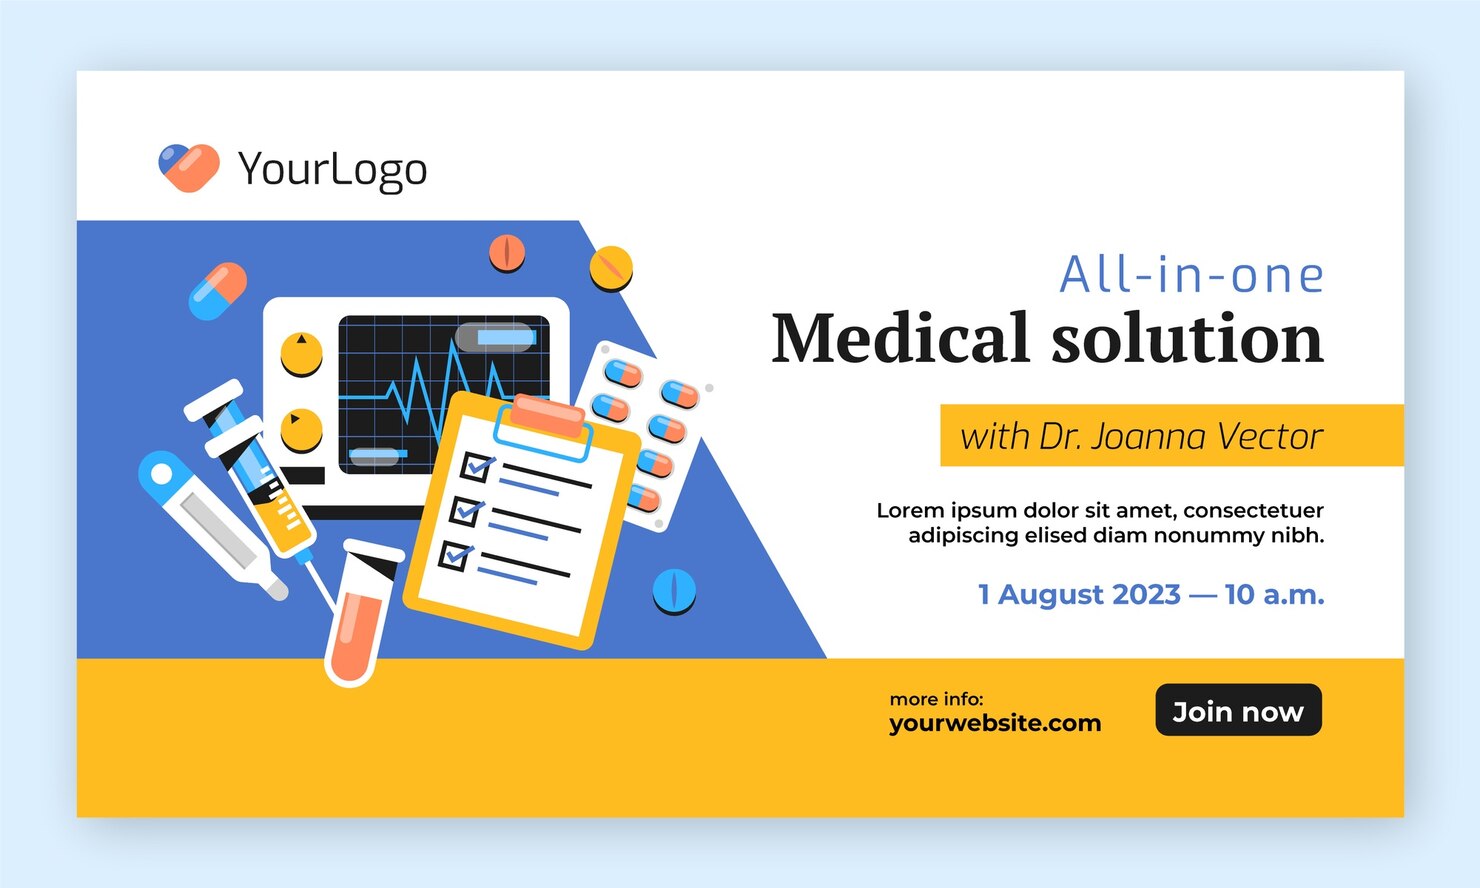 YourLogo
All-in-one
Medical solution
with Dr. Joanna Vector
Lorem ipsum dolor sit amet, consectetuer
adipiscing elised diam nonummy nibh.
1 August 2023 — 10 a.m.
more info:
yourwebsite.com
Join now